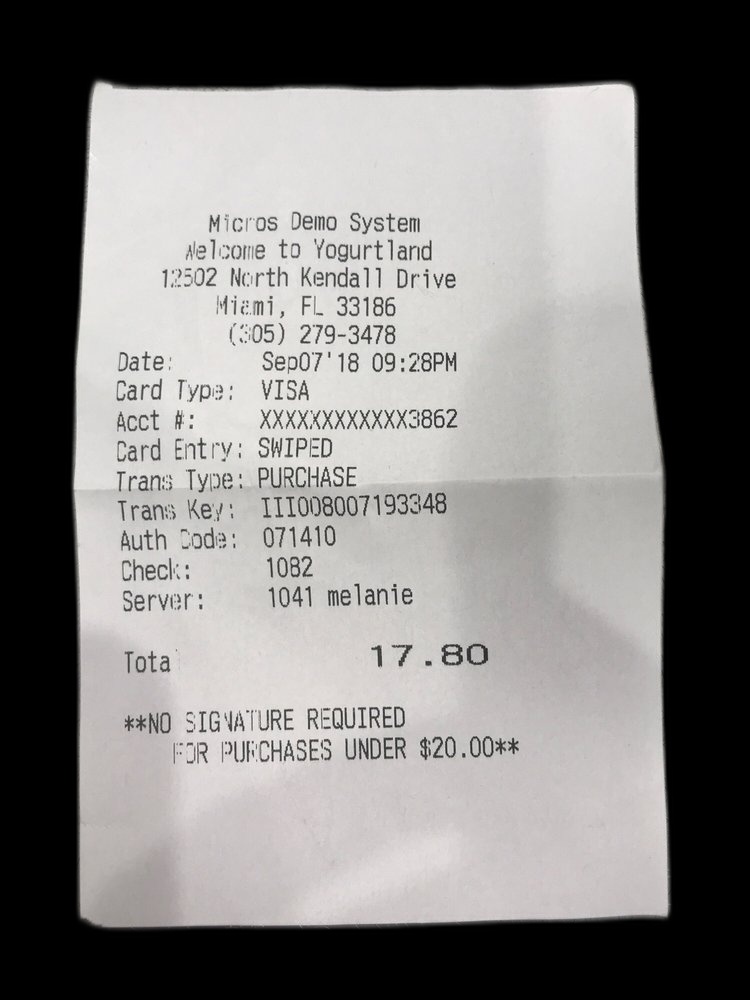 Micros Demo System
Welcome to Yogurtland
12502 North Kendall Drive
Miami, FL 33186
(305) 279-3478
Date: Sep07'18 09:28PM
Card Type: VISA
Acct #: XXXXXXXXXXXX3862
Card Entry: SWIPED
Trans Type: PURCHASE
Trans Key: III008007193348
Auth Code: 071410
Check: 1082
Server: 1041 melanie
Total 17.80
**NO SIGNATURE REQUIRED
FOR PURCHASES UNDER $20.00**